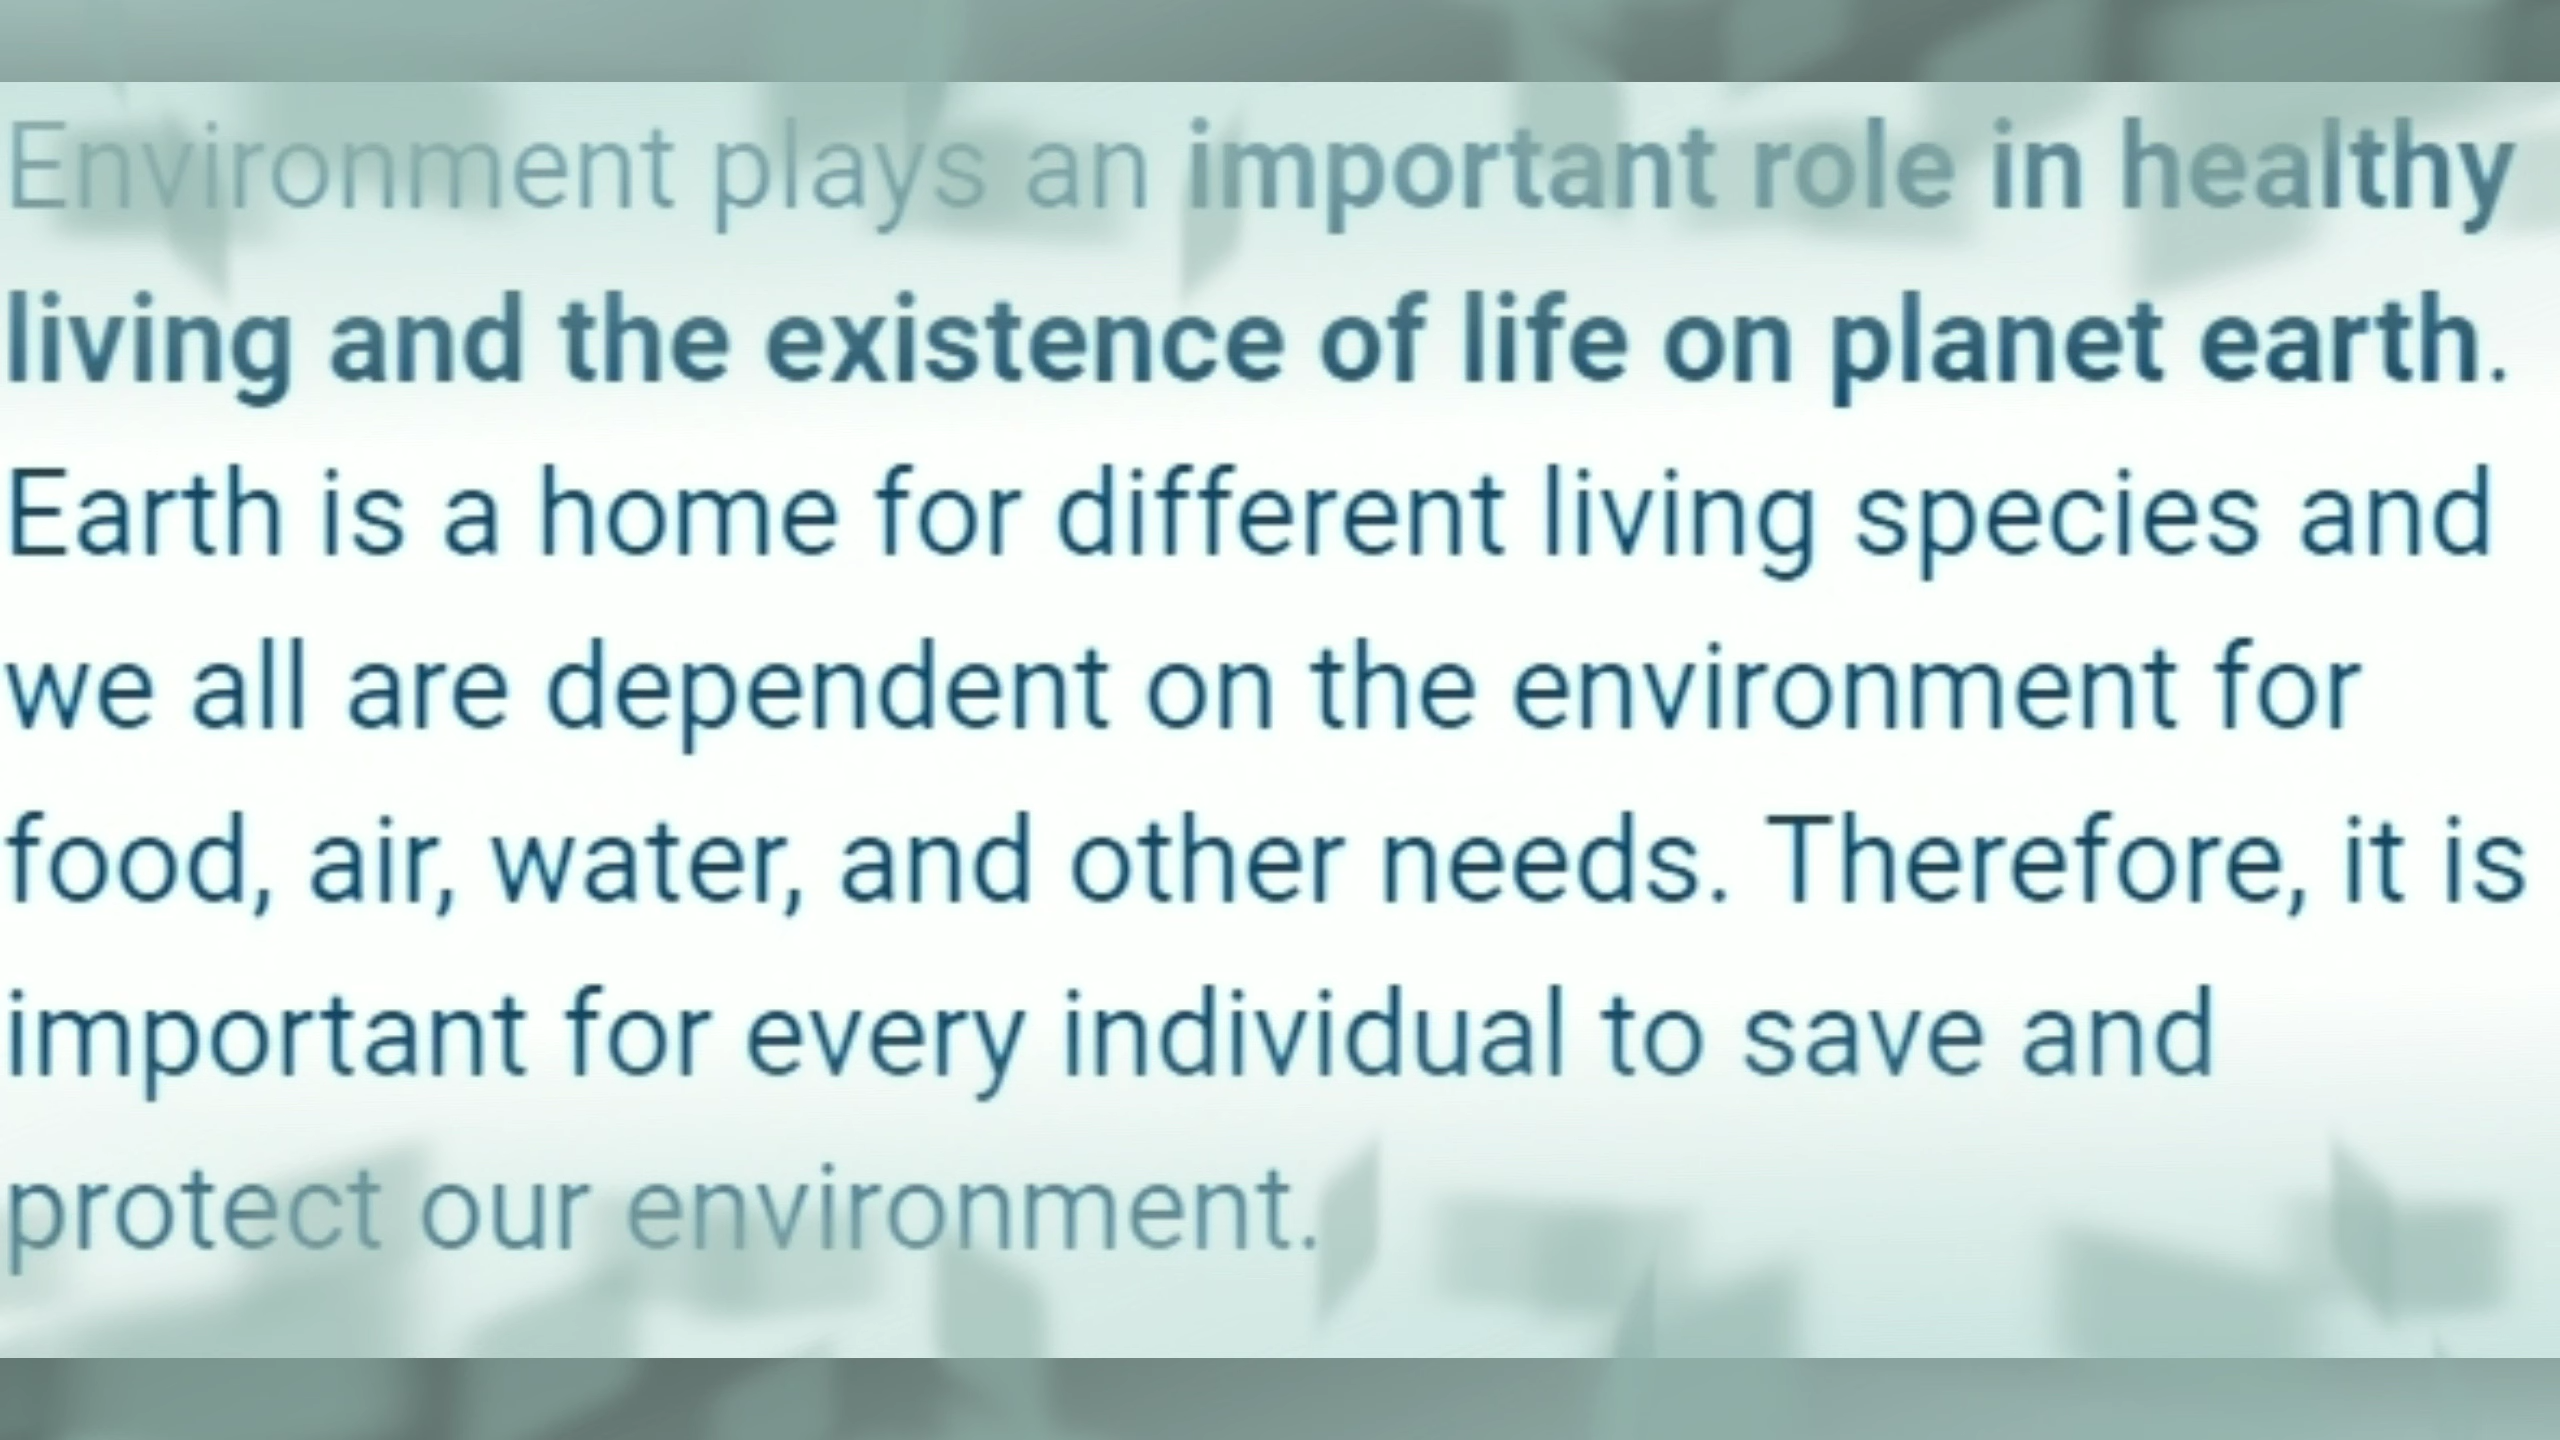 Environment plays an important role in healthy
living and the existence of life on planet earth.
Earth is a home for different living species and
we all are dependent on the environment for
food, air, water, and other needs. Therefore, it is
important for every individual to save and
protect our environment.